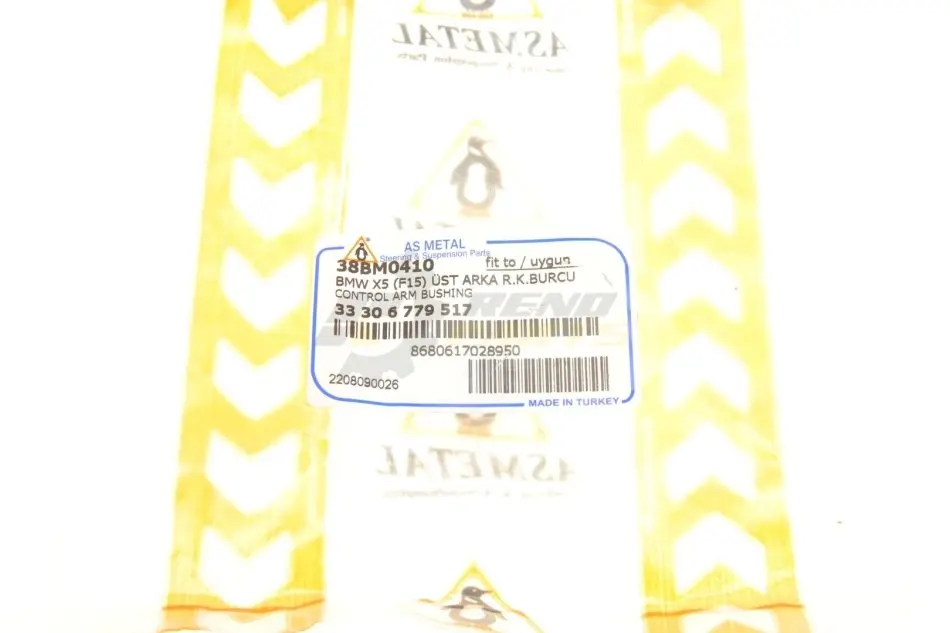 ASMETAL
AS METAL
Steering & Suspension Parts
38BM0410
fit to / uygun
BMW X5 (F15) ÜST ARKA R.K.BURCU
CONTROL ARM BUSHING
33 30 6 779 517
8680617028950
2208090026
MADE IN TURKEY
ASMETAL